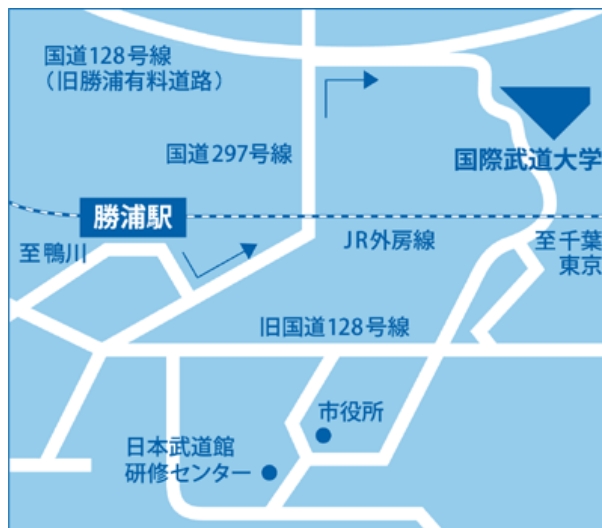 国道128号線
（旧勝浦有料道路）
国道297号線
国際武道大学
勝浦駅
至鴨川
JR外房線
至千葉
東京
旧国道128号線
市役所
日本武道館
研修センター